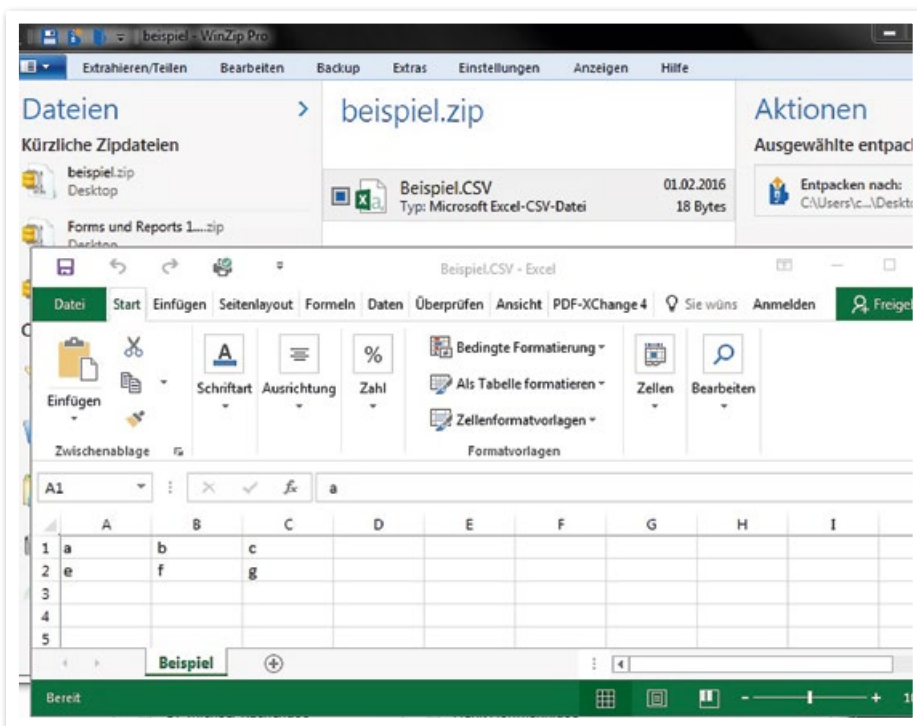 beispiel - WinZip Pro
Extrahieren/Teilen Bearbeiten Backup Extras Einstellungen Anzeigen Hilfe
Dateien
Kürzliche Zipdateien
beispiel.zip
Desktop
Forms und Reports 1....zip
Desktop
beispiel.zip
Beispiel.CSV
Typ: Microsoft Excel-CSV-Datei
01.02.2016
18 Bytes
Aktionen
Ausgewählte entpac
Entpacken nach:
C:\Users\c...\Deskto
Beispiel.CSV - Excel
Datei Start Einfügen Seitenlayout Formeln Daten Überprüfen Ansicht PDF-XChange 4 Sie wüns Anmelden Freigel
Einfügen
Zwischenablage
Schriftart
Ausrichtung
%
Zahl
Bedingte Formatierung
Als Tabelle formatieren
Zellenformatvorlagen
Formatvorlagen
Zellen
Bearbeiten
A1 fx a
A B C D E F G H I
1 a b c
2 e f g
3
4
5
Beispiel
Bereit